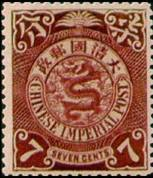 分 柒
政郵國清大
CHINESE IMPERIAL POST
7 7
SEVEN CENTS